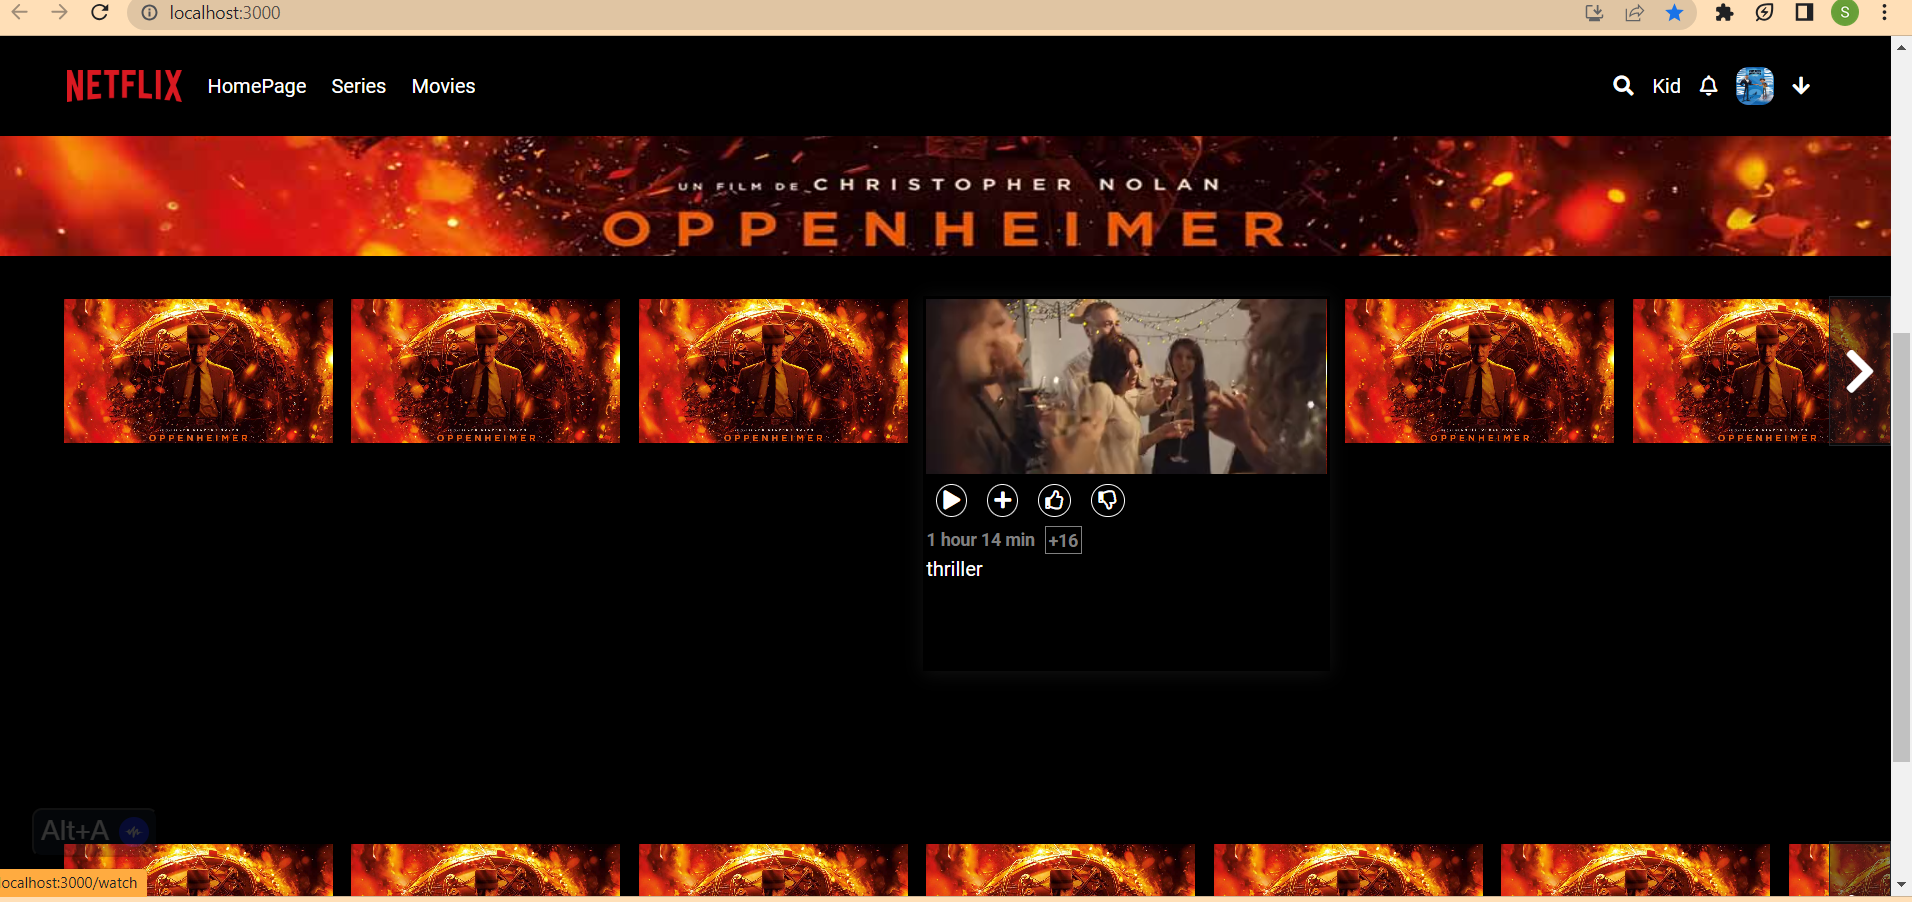 localhost:3000
S
NETFLIX HomePage Series Movies Kid
UN FILM DE CHRISTOPHER NOLAN
OPPENHEIMER
OPPENHEIMER
OPPENHEIMER
OPPENHEIMER
OPPENHEIMER
OPPENHEIMER
1 hour 14 min +16
thriller
Alt+A
localhost:3000/watch